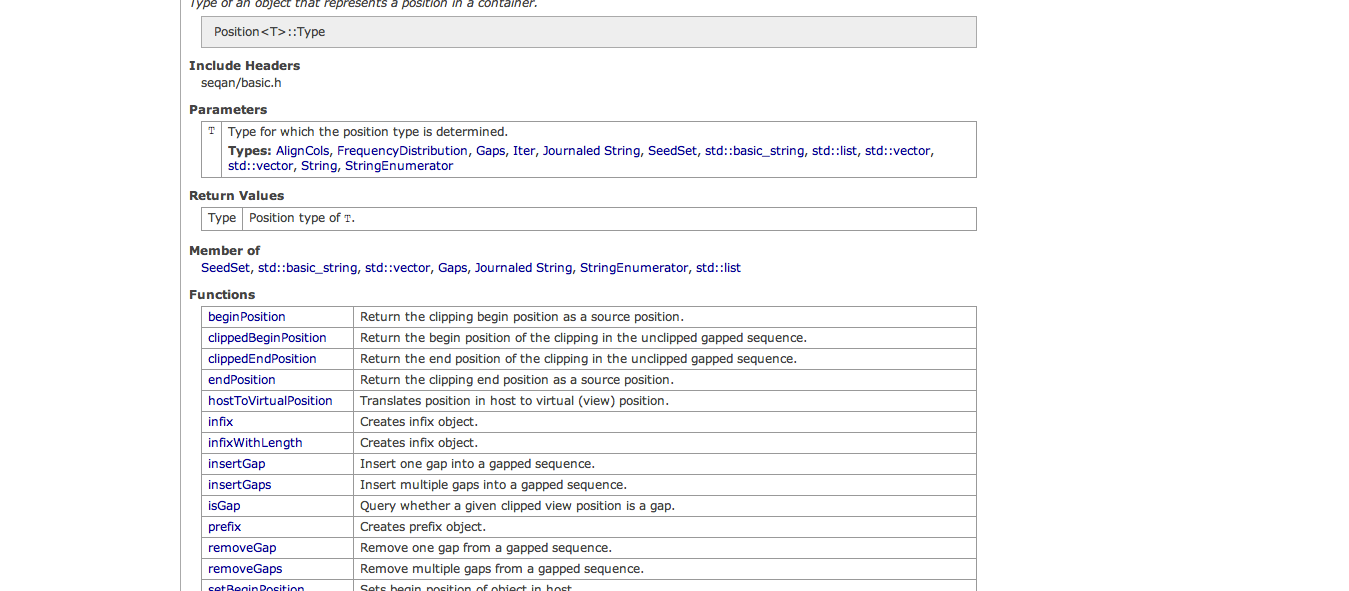 Type of an object that represents a position in a container.
Position<T>::Type
Include Headers
seqan/basic.h
Parameters
T Type for which the position type is determined.
Types: AlignCols, FrequencyDistribution, Gaps, Iter, Journaled String, SeedSet, std::basic_string, std::list, std::vector,
std::vector, String, StringEnumerator
Return Values
Type Position type of T.
Member of
SeedSet, std::basic_string, std::vector, Gaps, Journaled String, StringEnumerator, std::list
Functions
beginPosition Return the clipping begin position as a source position.
clippedBeginPosition Return the begin position of the clipping in the unclipped gapped sequence.
clippedEndPosition Return the end position of the clipping in the unclipped gapped sequence.
endPosition Return the clipping end position as a source position.
hostToVirtualPosition Translates position in host to virtual (view) position.
infix Creates infix object.
infixWithLength Creates infix object.
insertGap Insert one gap into a gapped sequence.
insertGaps Insert multiple gaps into a gapped sequence.
isGap Query whether a given clipped view position is a gap.
prefix Creates prefix object.
removeGap Remove one gap from a gapped sequence.
removeGaps Remove multiple gaps from a gapped sequence.
setBeginPosition Sets begin position of object in host.